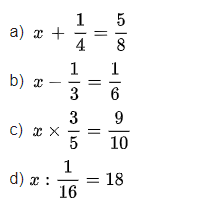 a) x + 1/4 = 5/8
b) x − 1/3 = 1/6
c) x × 3/5 = 9/10
d) x : 1/16 = 18